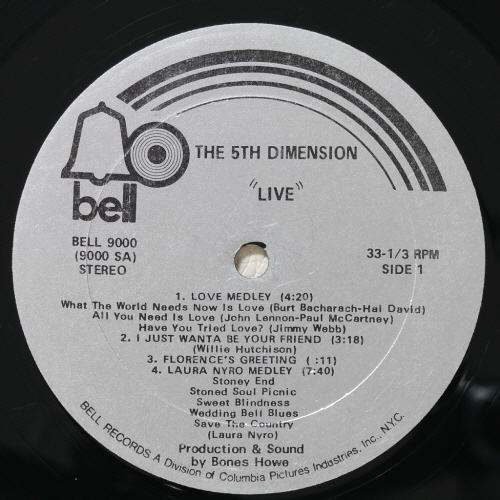 THE 5TH DIMENSION
"LIVE"
bell
BELL 9000
(9000 SA)
STEREO
33-1/3 RPM
SIDE 1
1. LOVE MEDLEY (4:20)
What The World Needs Now Is Love (Burt Bacharach-Hal David)
All You Need Is Love (John Lennon-Paul McCartney)
Have You Tried Love? (Jimmy Webb)
2. I JUST WANTA BE YOUR FRIEND (3:18)
(Willie Hutchison)
3. FLORENCE'S GREETING ( :11)
4. LAURA NYRO MEDLEY (7:40)
Stoney End
Stoned Soul Picnic
Sweet Blindness
Wedding Bell Blues
Save The Country
(Laura Nyro)
Production & Sound
by Bones Howe
BELL RECORDS A Division of Columbia Pictures Industries, Inc., N.Y.C.